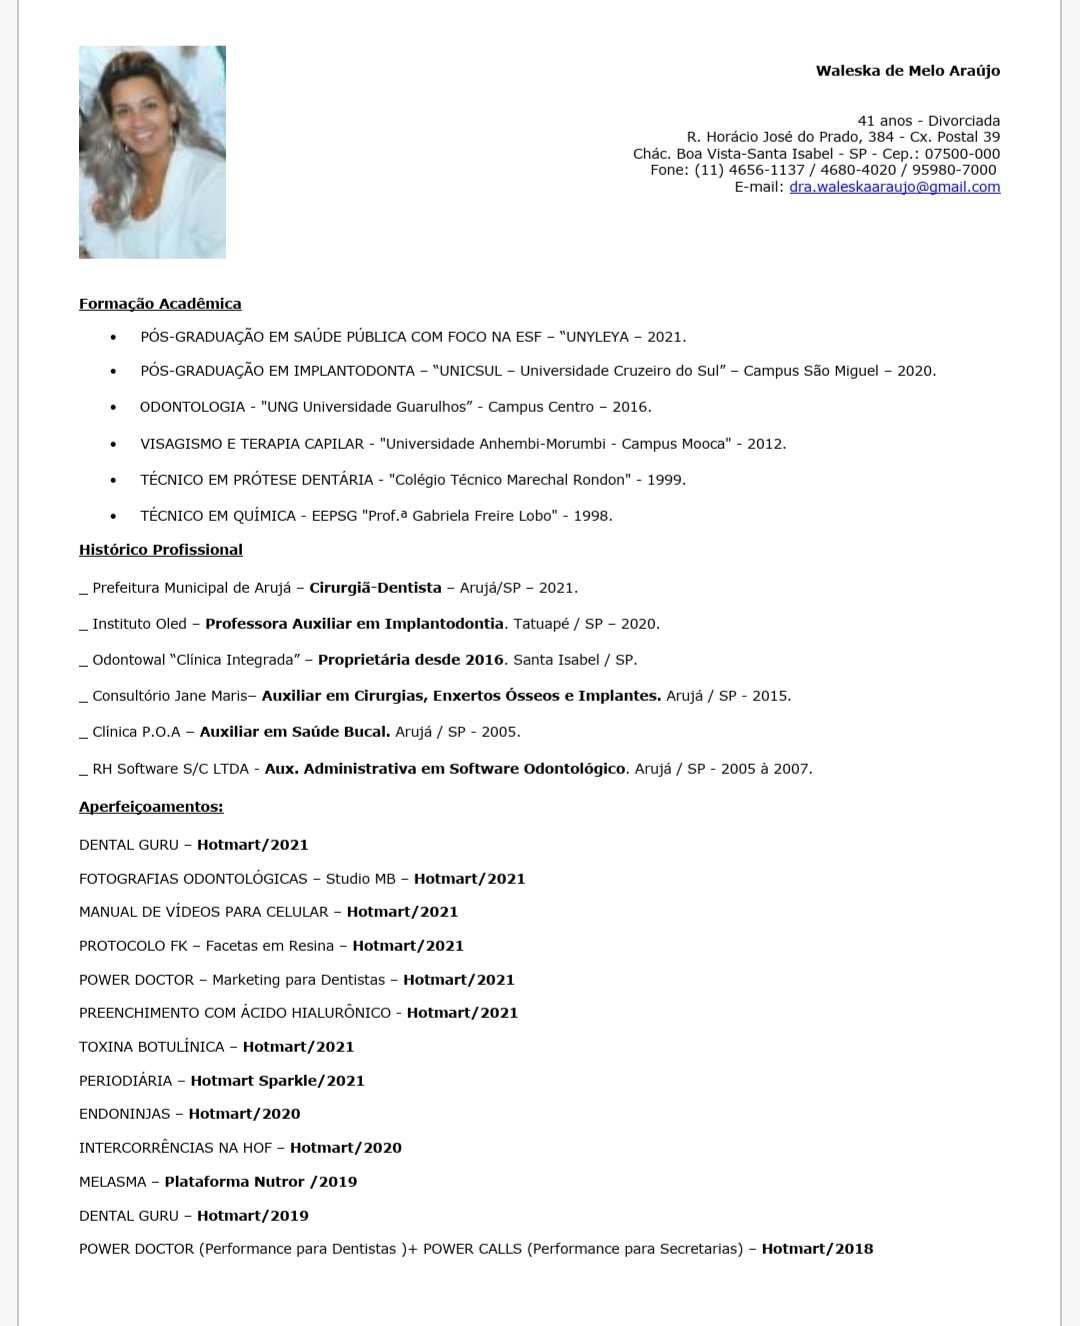 Waleska de Melo Araújo
41 anos - Divorciada
R. Horácio José do Prado, 384 - Cx. Postal 39
Chác. Boa Vista-Santa Isabel - SP - Cep.: 07500-000
Fone: (11) 4656-1137 / 4680-4020 / 95980-7000
E-mail: dra.waleskaaraujo@gmail.com
Formação Acadêmica
• PÓS-GRADUAÇÃO EM SAÚDE PÚBLICA COM FOCO NA ESF – “UNYLEYA – 2021.
• PÓS-GRADUAÇÃO EM IMPLANTODONTA – “UNICSUL – Universidade Cruzeiro do Sul” – Campus São Miguel – 2020.
• ODONTOLOGIA - "UNG Universidade Guarulhos” - Campus Centro – 2016.
• VISAGISMO E TERAPIA CAPILAR - "Universidade Anhembi-Morumbi - Campus Mooca" - 2012.
• TÉCNICO EM PRÓTESE DENTÁRIA - "Colégio Técnico Marechal Rondon" - 1999.
• TÉCNICO EM QUÍMICA - EEPSG "Prof.ª Gabriela Freire Lobo" - 1998.
Histórico Profissional
_ Prefeitura Municipal de Arujá – Cirurgiã-Dentista – Arujá/SP – 2021.
_ Instituto Oled – Professora Auxiliar em Implantodontia. Tatuapé / SP – 2020.
_ Odontowal “Clínica Integrada” – Proprietária desde 2016. Santa Isabel / SP.
_ Consultório Jane Maris– Auxiliar em Cirurgias, Enxertos Ósseos e Implantes. Arujá / SP - 2015.
_ Clínica P.O.A – Auxiliar em Saúde Bucal. Arujá / SP - 2005.
_ RH Software S/C LTDA - Aux. Administrativa em Software Odontológico. Arujá / SP - 2005 à 2007.
Aperfeiçoamentos:
DENTAL GURU – Hotmart/2021
FOTOGRAFIAS ODONTOLÓGICAS – Studio MB – Hotmart/2021
MANUAL DE VÍDEOS PARA CELULAR – Hotmart/2021
PROTOCOLO FK – Facetas em Resina – Hotmart/2021
POWER DOCTOR – Marketing para Dentistas – Hotmart/2021
PREENCHIMENTO COM ÁCIDO HIALURÔNICO - Hotmart/2021
TOXINA BOTULÍNICA – Hotmart/2021
PERIODIÁRIA – Hotmart Sparkle/2021
ENDONINJAS – Hotmart/2020
INTERCORRÊNCIAS NA HOF – Hotmart/2020
MELASMA – Plataforma Nutror /2019
DENTAL GURU – Hotmart/2019
POWER DOCTOR (Performance para Dentistas )+ POWER CALLS (Performance para Secretarias) – Hotmart/2018